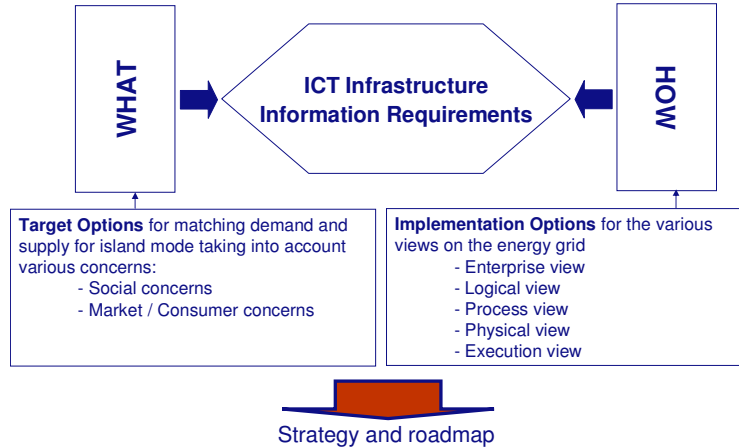 WHAT
ICT Infrastructure
Information Requirements
HOW
Target Options for matching demand and
supply for island mode taking into account
various concerns:
- Social concerns
- Market / Consumer concerns
Implementation Options for the various
views on the energy grid
- Enterprise view
- Logical view
- Process view
- Physical view
- Execution view
Strategy and roadmap